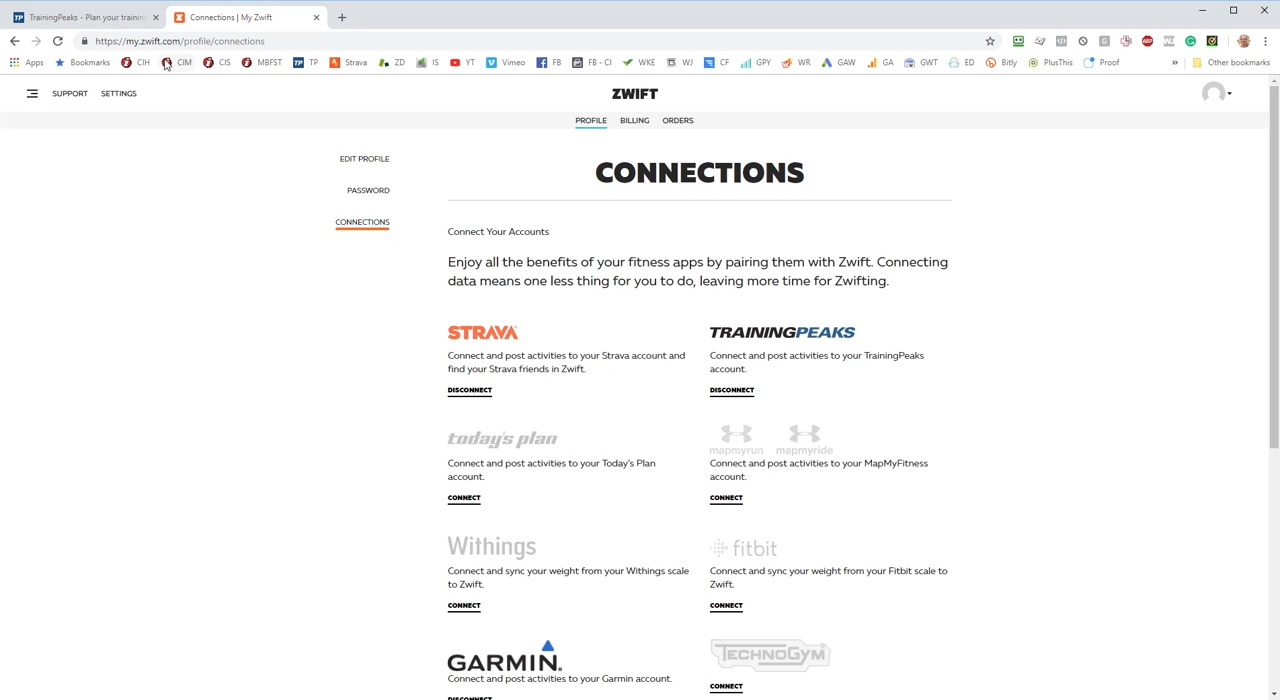 TrainingPeaks - Plan your trainin
Connections | My Zwift
https://my.zwift.com/profile/connections
Apps Bookmarks CIH CIM CIS MBFST TP Strava ZD IS YT Vimeo FB FB - CI WKE WJ CF GPY WR GAW GA GWT ED Bitly PlusThis Proof » Other bookmarks
SUPPORT SETTINGS ZWIFT
PROFILE BILLING ORDERS
EDIT PROFILE
PASSWORD
CONNECTIONS
CONNECTIONS
Connect Your Accounts
Enjoy all the benefits of your fitness apps by pairing them with Zwift. Connecting
data means one less thing for you to do, leaving more time for Zwifting.
STRAVA
Connect and post activities to your Strava account and
find your Strava friends in Zwift.
DISCONNECT
TRAININGPEAKS
Connect and post activities to your TrainingPeaks
account.
DISCONNECT
today's plan
Connect and post activities to your Today's Plan
account.
CONNECT
mapmyrun mapmyride
Connect and post activities to your MapMyFitness
account.
CONNECT
Withings
Connect and sync your weight from your Withings scale
to Zwift.
CONNECT
fitbit
Connect and sync your weight from your Fitbit scale to
Zwift.
CONNECT
GARMIN.
Connect and post activities to your Garmin account.
DISCONNECT
TECHNOGYM
CONNECT